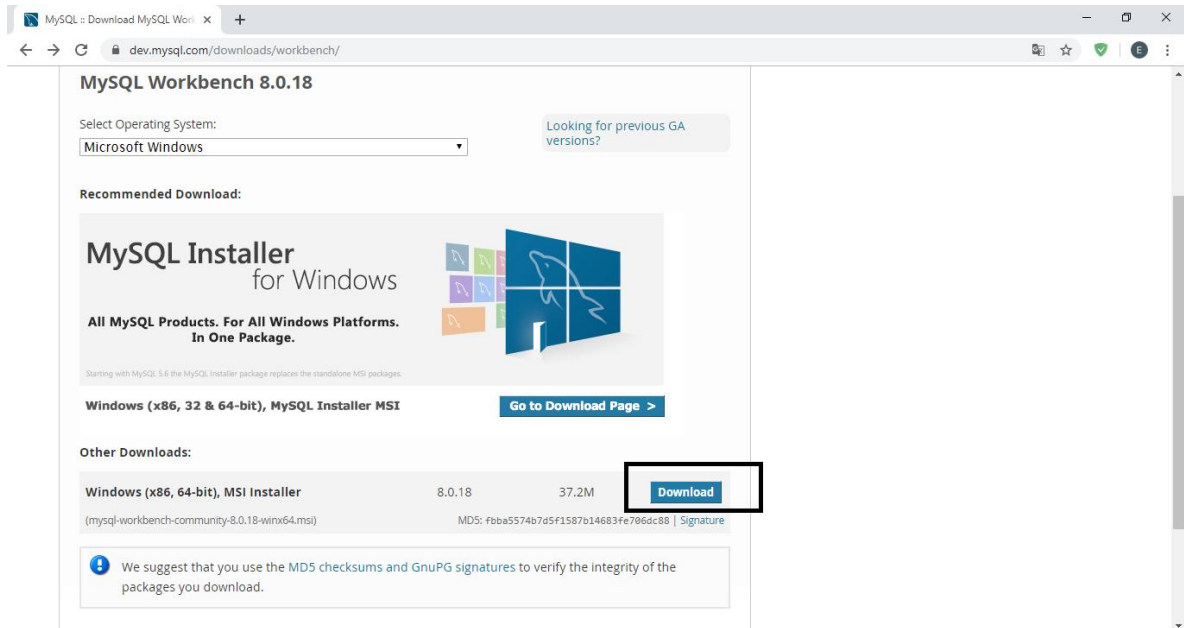 MySQL :: Download MySQL Work
dev.mysql.com/downloads/workbench/
E
MySQL Workbench 8.0.18
Select Operating System:
Microsoft Windows
Looking for previous GA
versions?
Recommended Download:
MySQL Installer
for Windows
All MySQL Products. For All Windows Platforms.
In One Package.
Starting with MySQL 5.6 the MySQL Installer package replaces the standalone MSI packages.
Windows (x86, 32 & 64-bit), MySQL Installer MSI
Go to Download Page >
Other Downloads:
Windows (x86, 64-bit), MSI Installer 8.0.18 37.2M Download
(mysql-workbench-community-8.0.18-winx64.msi) MD5: fbba5574b7d5f1587b14683fe706dc88 | Signature
We suggest that you use the MD5 checksums and GnuPG signatures to verify the integrity of the
packages you download.